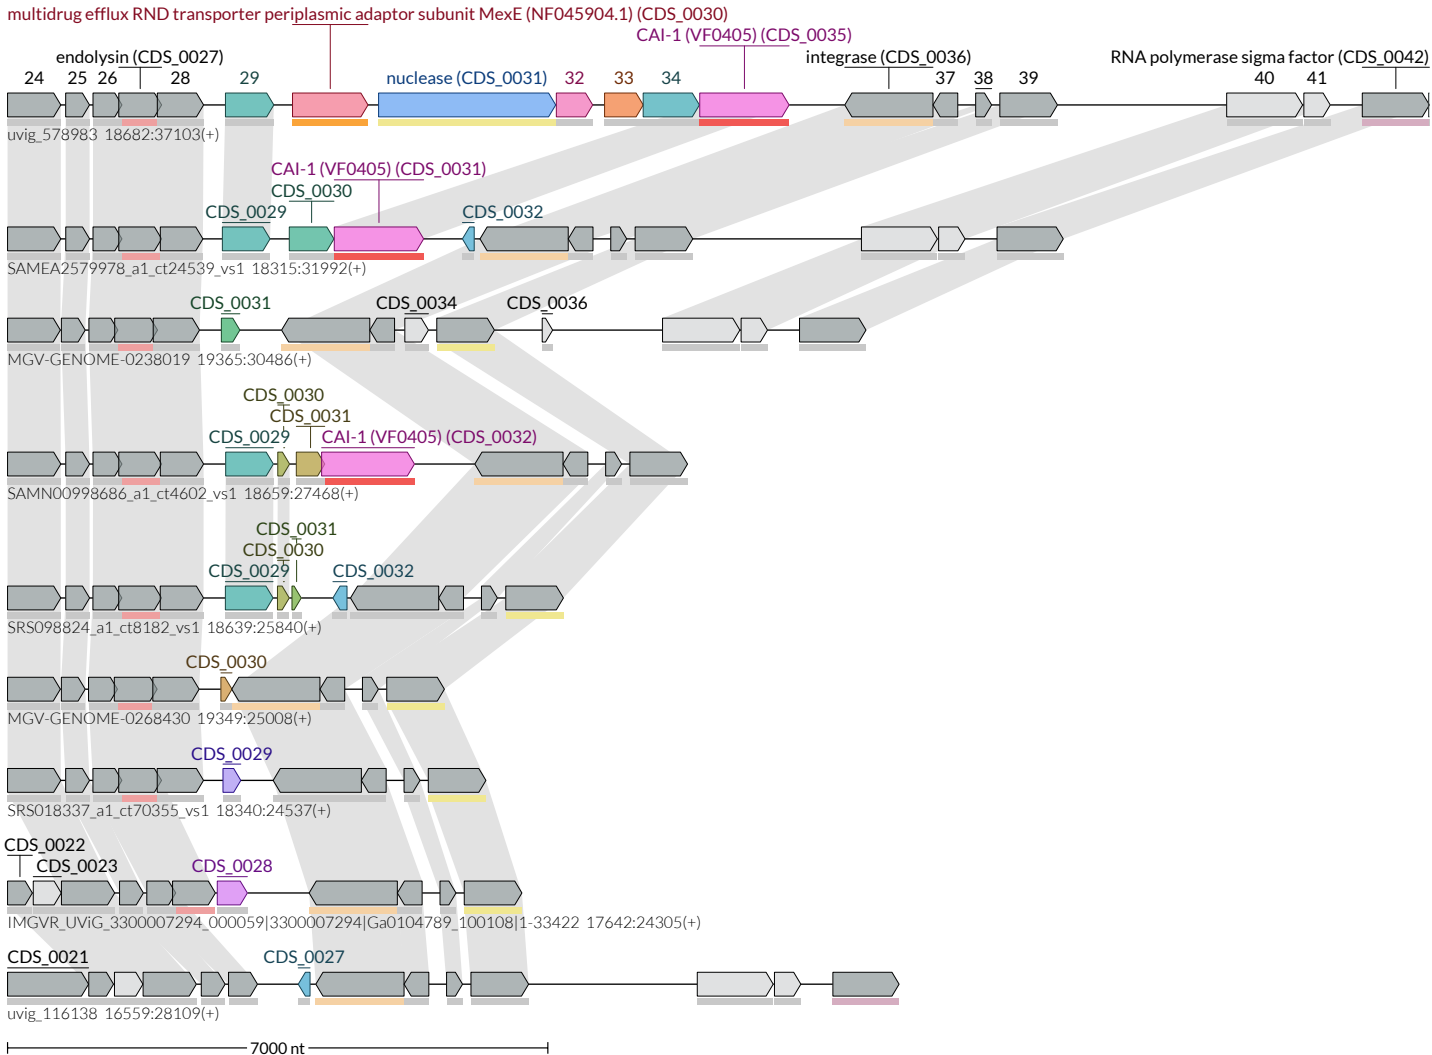 multidrug efflux RND transporter periplasmic adaptor subunit MexE (NF045904.1) (CDS_0030)
CAI-1 (VF0405) (CDS_0035)
endolysin (CDS_0027) integrase (CDS_0036) RNA polymerase sigma factor (CDS_0042)
24 25 26 28 29 nuclease (CDS_0031) 32 33 34 37 38 39 40 41
uvig_578983 18682:37103(+)
CAI-1 (VF0405) (CDS_0031)
CDS_0030
CDS_0029 CDS_0032
SAMEA2579978_a1_ct24539_vs1 18315:31992(+)
CDS_0031 CDS_0034 CDS_0036
MGV-GENOME-0238019 19365:30486(+)
CDS_0030
CDS_0031
CDS_0029 CAI-1 (VF0405) (CDS_0032)
SAMN00998686_a1_ct4602_vs1 18659:27468(+)
CDS_0031
CDS_0030
CDS_0029 CDS_0032
SRS098824_a1_ct8182_vs1 18639:25840(+)
CDS_0030
MGV-GENOME-0268430 19349:25008(+)
CDS_0029
SRS018337_a1_ct70355_vs1 18340:24537(+)
CDS_0022
CDS_0023 CDS_0028
IMGVR_UViG_3300007294_000059|3300007294|Ga0104789_100108|1-33422 17642:24305(+)
CDS_0021 CDS_0027
uvig_116138 16559:28109(+)
7000 nt